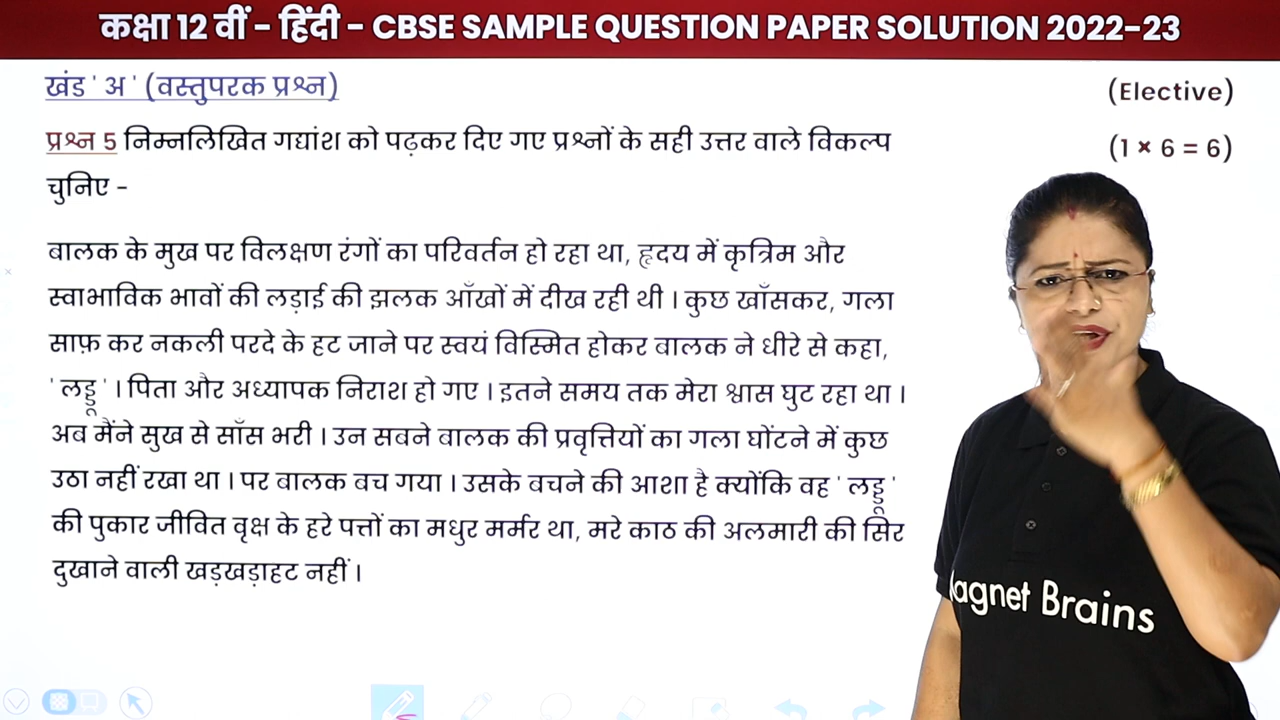 कक्षा 12 वीं - हिंदी - CBSE SAMPLE QUESTION PAPER SOLUTION 2022-23
खंड ' अ ' (वस्तुपरक प्रश्न)
(Elective)
प्रश्न 5 निम्नलिखित गद्यांश को पढ़कर दिए गए प्रश्नों के सही उत्तर वाले विकल्प
(1 × 6 = 6)
चुनिए -
बालक के मुख पर विलक्षण रंगों का परिवर्तन हो रहा था, हृदय में कृत्रिम और
स्वाभाविक भावों की लड़ाई की झलक आँखों में दीख रही थी । कुछ खाँसकर, गला
साफ़ कर नकली परदे के हट जाने पर स्वयं विस्मित होकर बालक ने धीरे से कहा,
' लड्डू ' । पिता और अध्यापक निराश हो गए । इतने समय तक मेरा श्वास घुट रहा था ।
अब मैंने सुख से साँस भरी । उन सबने बालक की प्रवृत्तियों का गला घोंटने में कुछ
उठा नहीं रखा था । पर बालक बच गया । उसके बचने की आशा है क्योंकि वह ' लड्डू '
की पुकार जीवित वृक्ष के हरे पत्तों का मधुर मर्मर था, मरे काठ की अलमारी की सिर
दुखाने वाली खड़खड़ाहट नहीं ।
agnet Brains